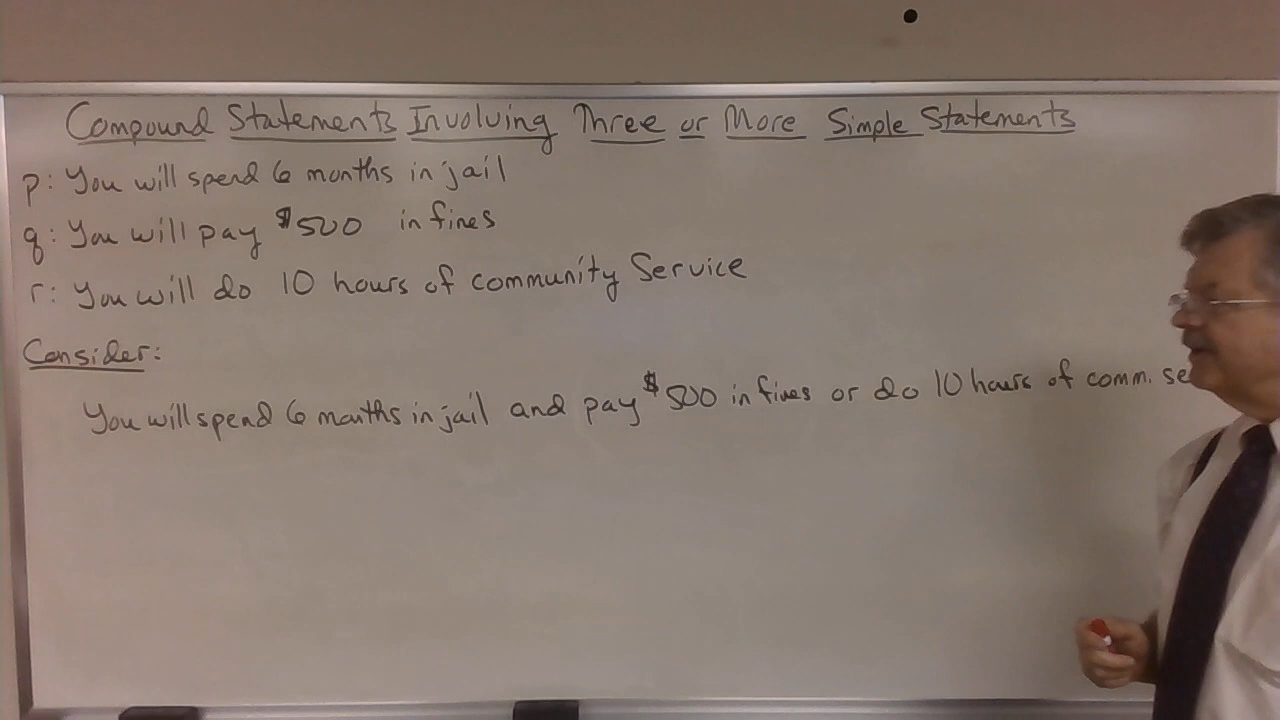 Compound Statements Involving Three or More Simple Statements
p: You will spend 6 months in jail
q: You will pay $500 in fines
r: You will do 10 hours of community Service
Consider:
You will spend 6 months in jail and pay $500 in fines or do 10 hours of comm. se